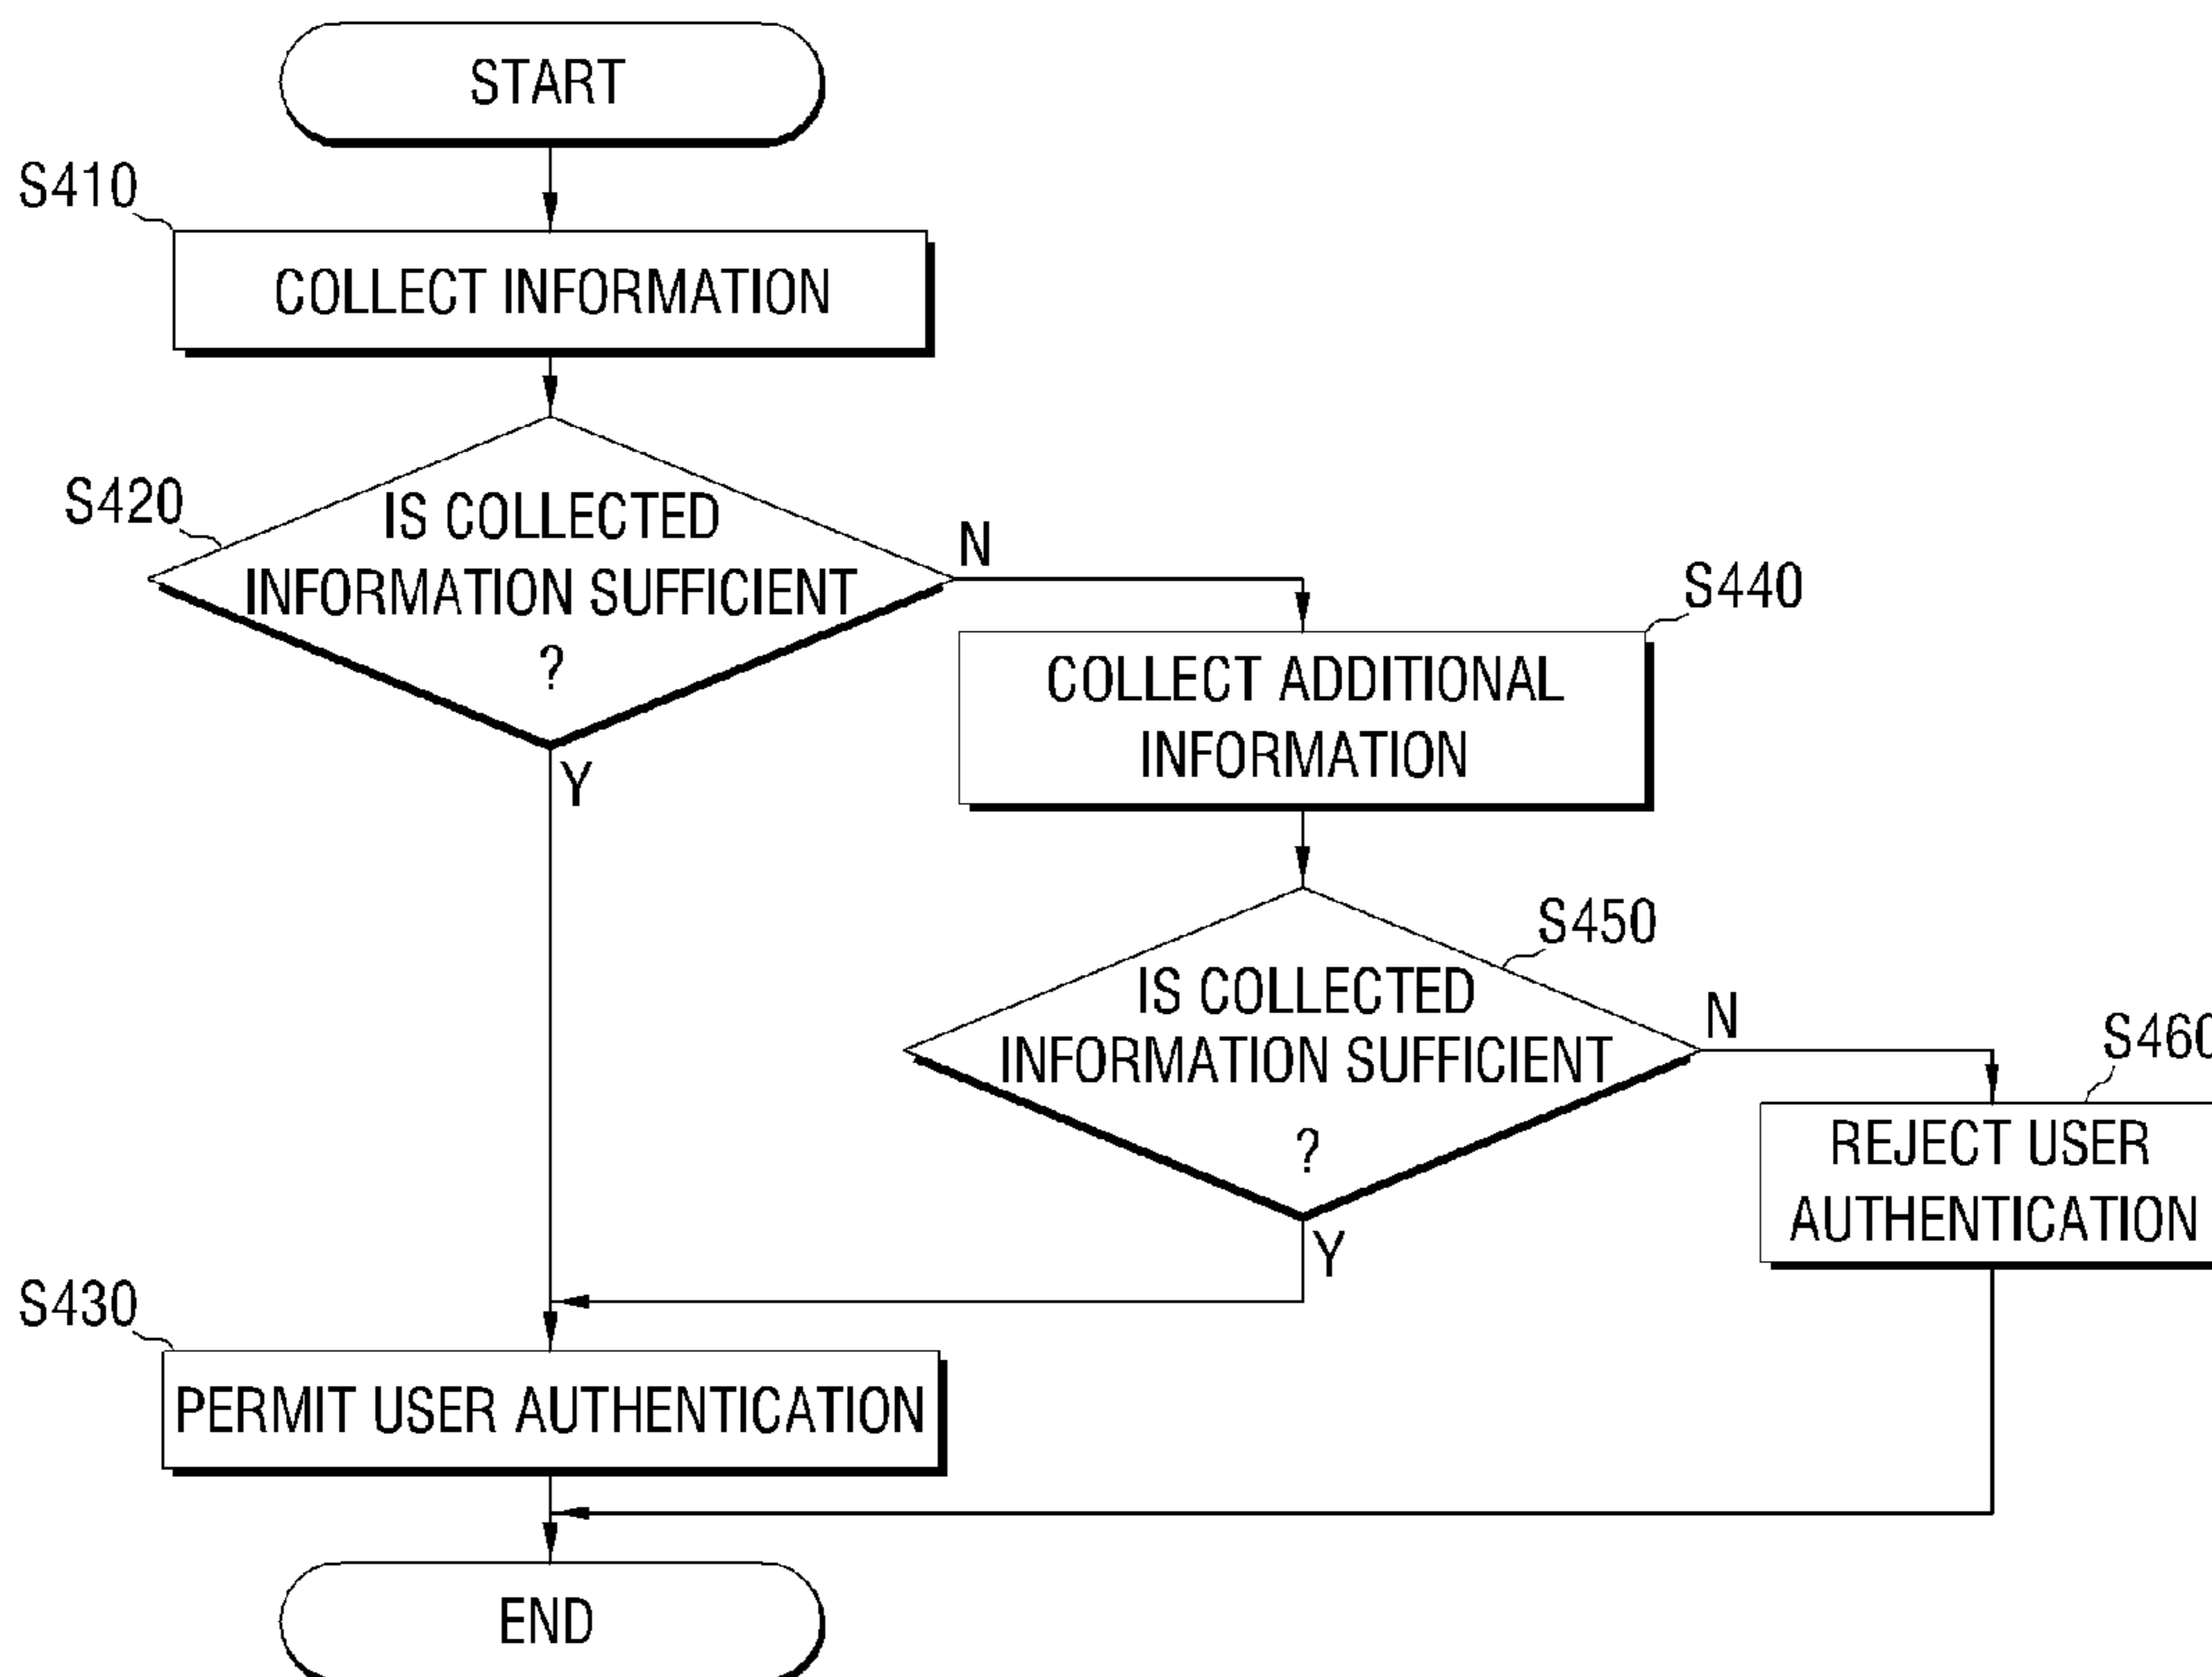 START
S410
COLLECT INFORMATION
S420
IS COLLECTED
INFORMATION SUFFICIENT
?
N
Y
S440
COLLECT ADDITIONAL
INFORMATION
S450
IS COLLECTED
INFORMATION SUFFICIENT
?
N
Y
S460
REJECT USER
AUTHENTICATION
S430
PERMIT USER AUTHENTICATION
END